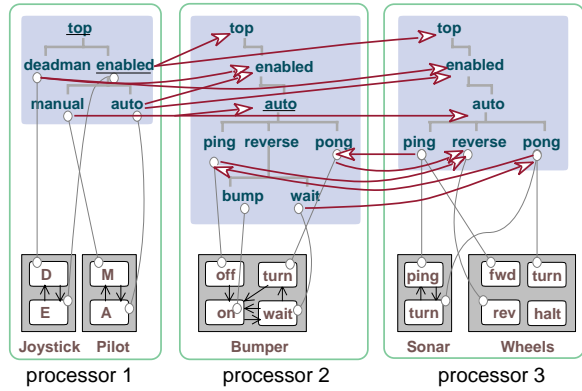 top
deadman enabled
manual auto
D
E
Joystick
M
A
Pilot
processor 1
top
enabled
auto
ping reverse pong
bump wait
off turn
on wait
Bumper
processor 2
top
enabled
auto
ping reverse pong
ping
turn
Sonar
fwd turn
rev halt
Wheels
processor 3